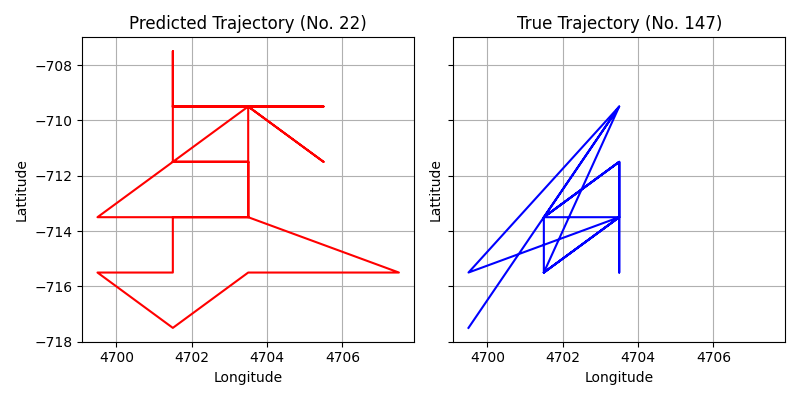 Predicted Trajectory (No. 22)
True Trajectory (No. 147)
−708
−710
−712
−714
−716
−718
Lattitude
Lattitude
4700
4702
4704
4706
4700
4702
4704
4706
Longitude
Longitude